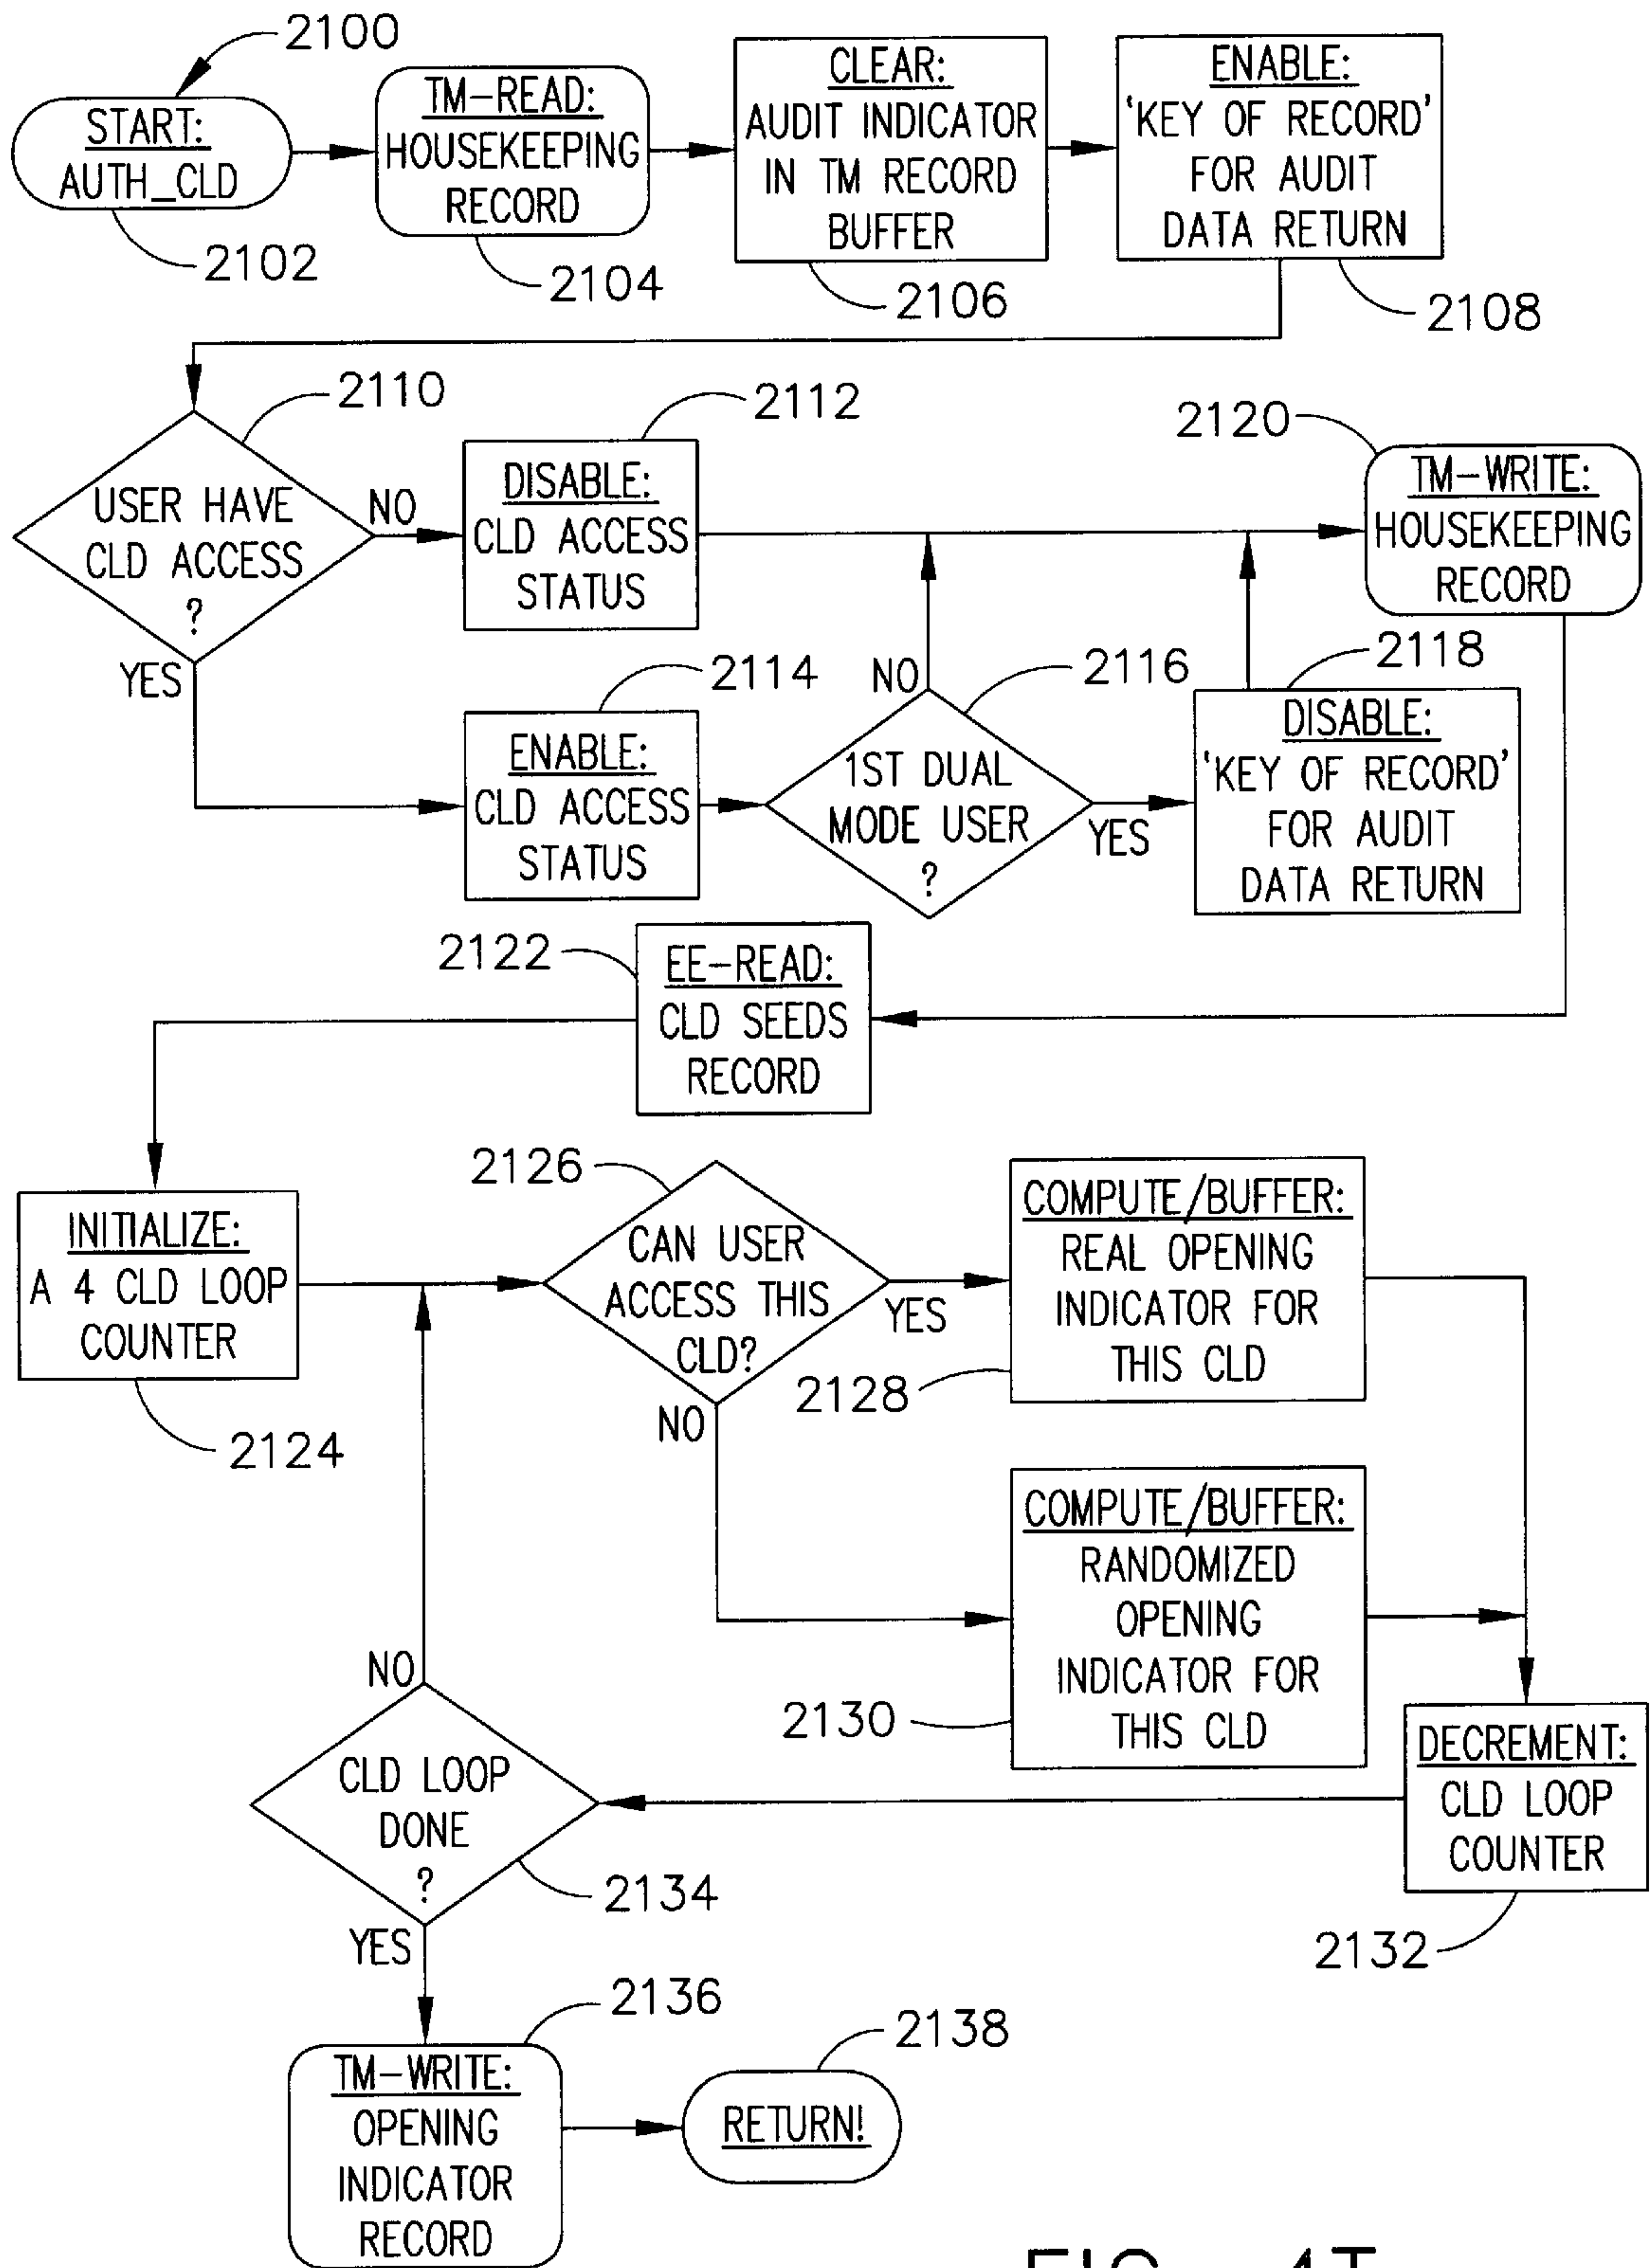 2100
START:
AUTH_CLD
2102
TM-READ:
HOUSEKEEPING
RECORD
2104
CLEAR:
AUDIT INDICATOR
IN TM RECORD
BUFFER
2106
ENABLE:
'KEY OF RECORD'
FOR AUDIT
DATA RETURN
2108
2110
USER HAVE
CLD ACCESS
?
NO
YES
2112
DISABLE:
CLD ACCESS
STATUS
2120
TM-WRITE:
HOUSEKEEPING
RECORD
2114
ENABLE:
CLD ACCESS
STATUS
NO
2116
1ST DUAL
MODE USER
?
YES
2118
DISABLE:
'KEY OF RECORD'
FOR AUDIT
DATA RETURN
2122
EE-READ:
CLD SEEDS
RECORD
INITIALIZE:
A 4 CLD LOOP
COUNTER
2124
2126
CAN USER
ACCESS THIS
CLD?
YES
NO
COMPUTE/BUFFER:
REAL OPENING
INDICATOR FOR
THIS CLD
2128
COMPUTE/BUFFER:
RANDOMIZED
OPENING
INDICATOR FOR
THIS CLD
2130
DECREMENT:
CLD LOOP
COUNTER
2132
NO
CLD LOOP
DONE
?
2134
YES
2136
TM-WRITE:
OPENING
INDICATOR
RECORD
2138
RETURN!